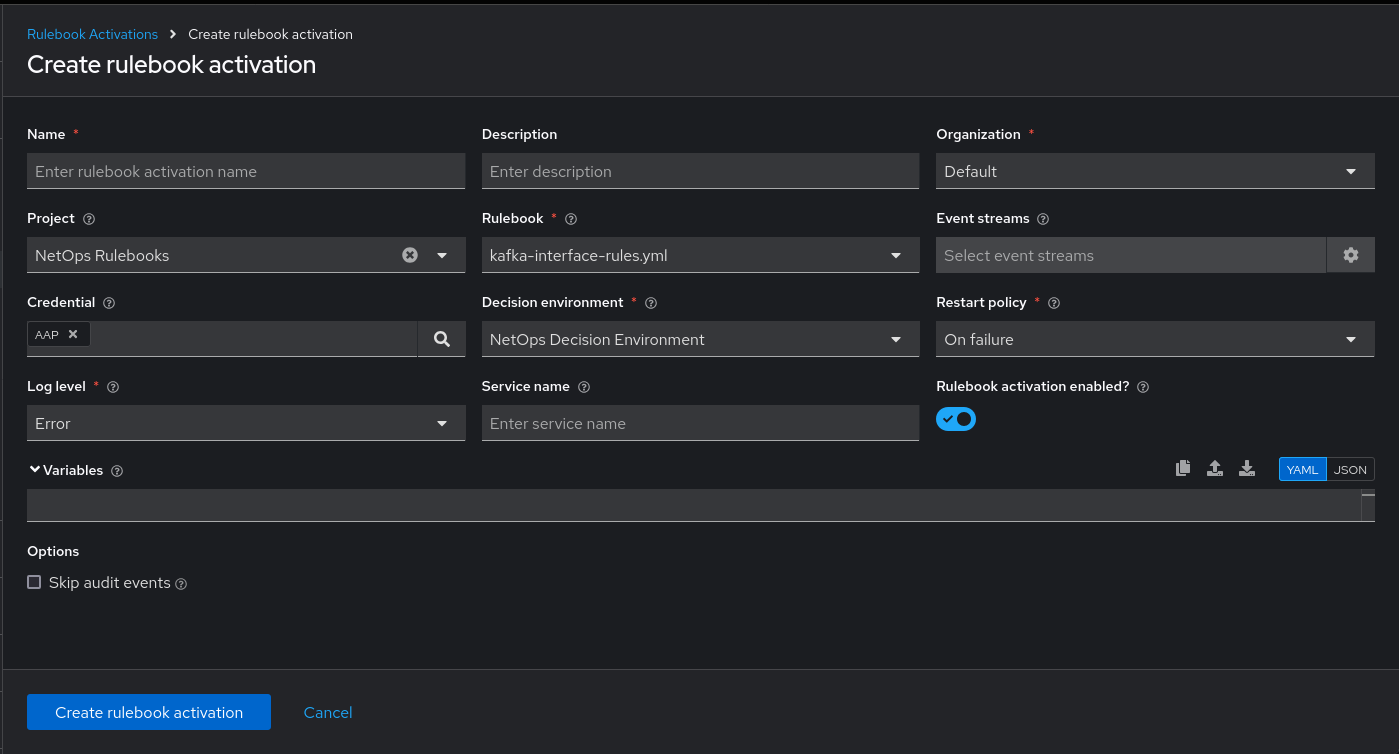 Rulebook Activations > Create rulebook activation
Create rulebook activation
Name * Description Organization *
Enter rulebook activation name Enter description Default
Project Rulebook * Event streams
NetOps Rulebooks kafka-interface-rules.yml Select event streams
Credential Decision environment * Restart policy *
AAP NetOps Decision Environment On failure
Log level * Service name Rulebook activation enabled?
Error Enter service name
Variables YAML JSON
Options
Skip audit events
Create rulebook activation Cancel